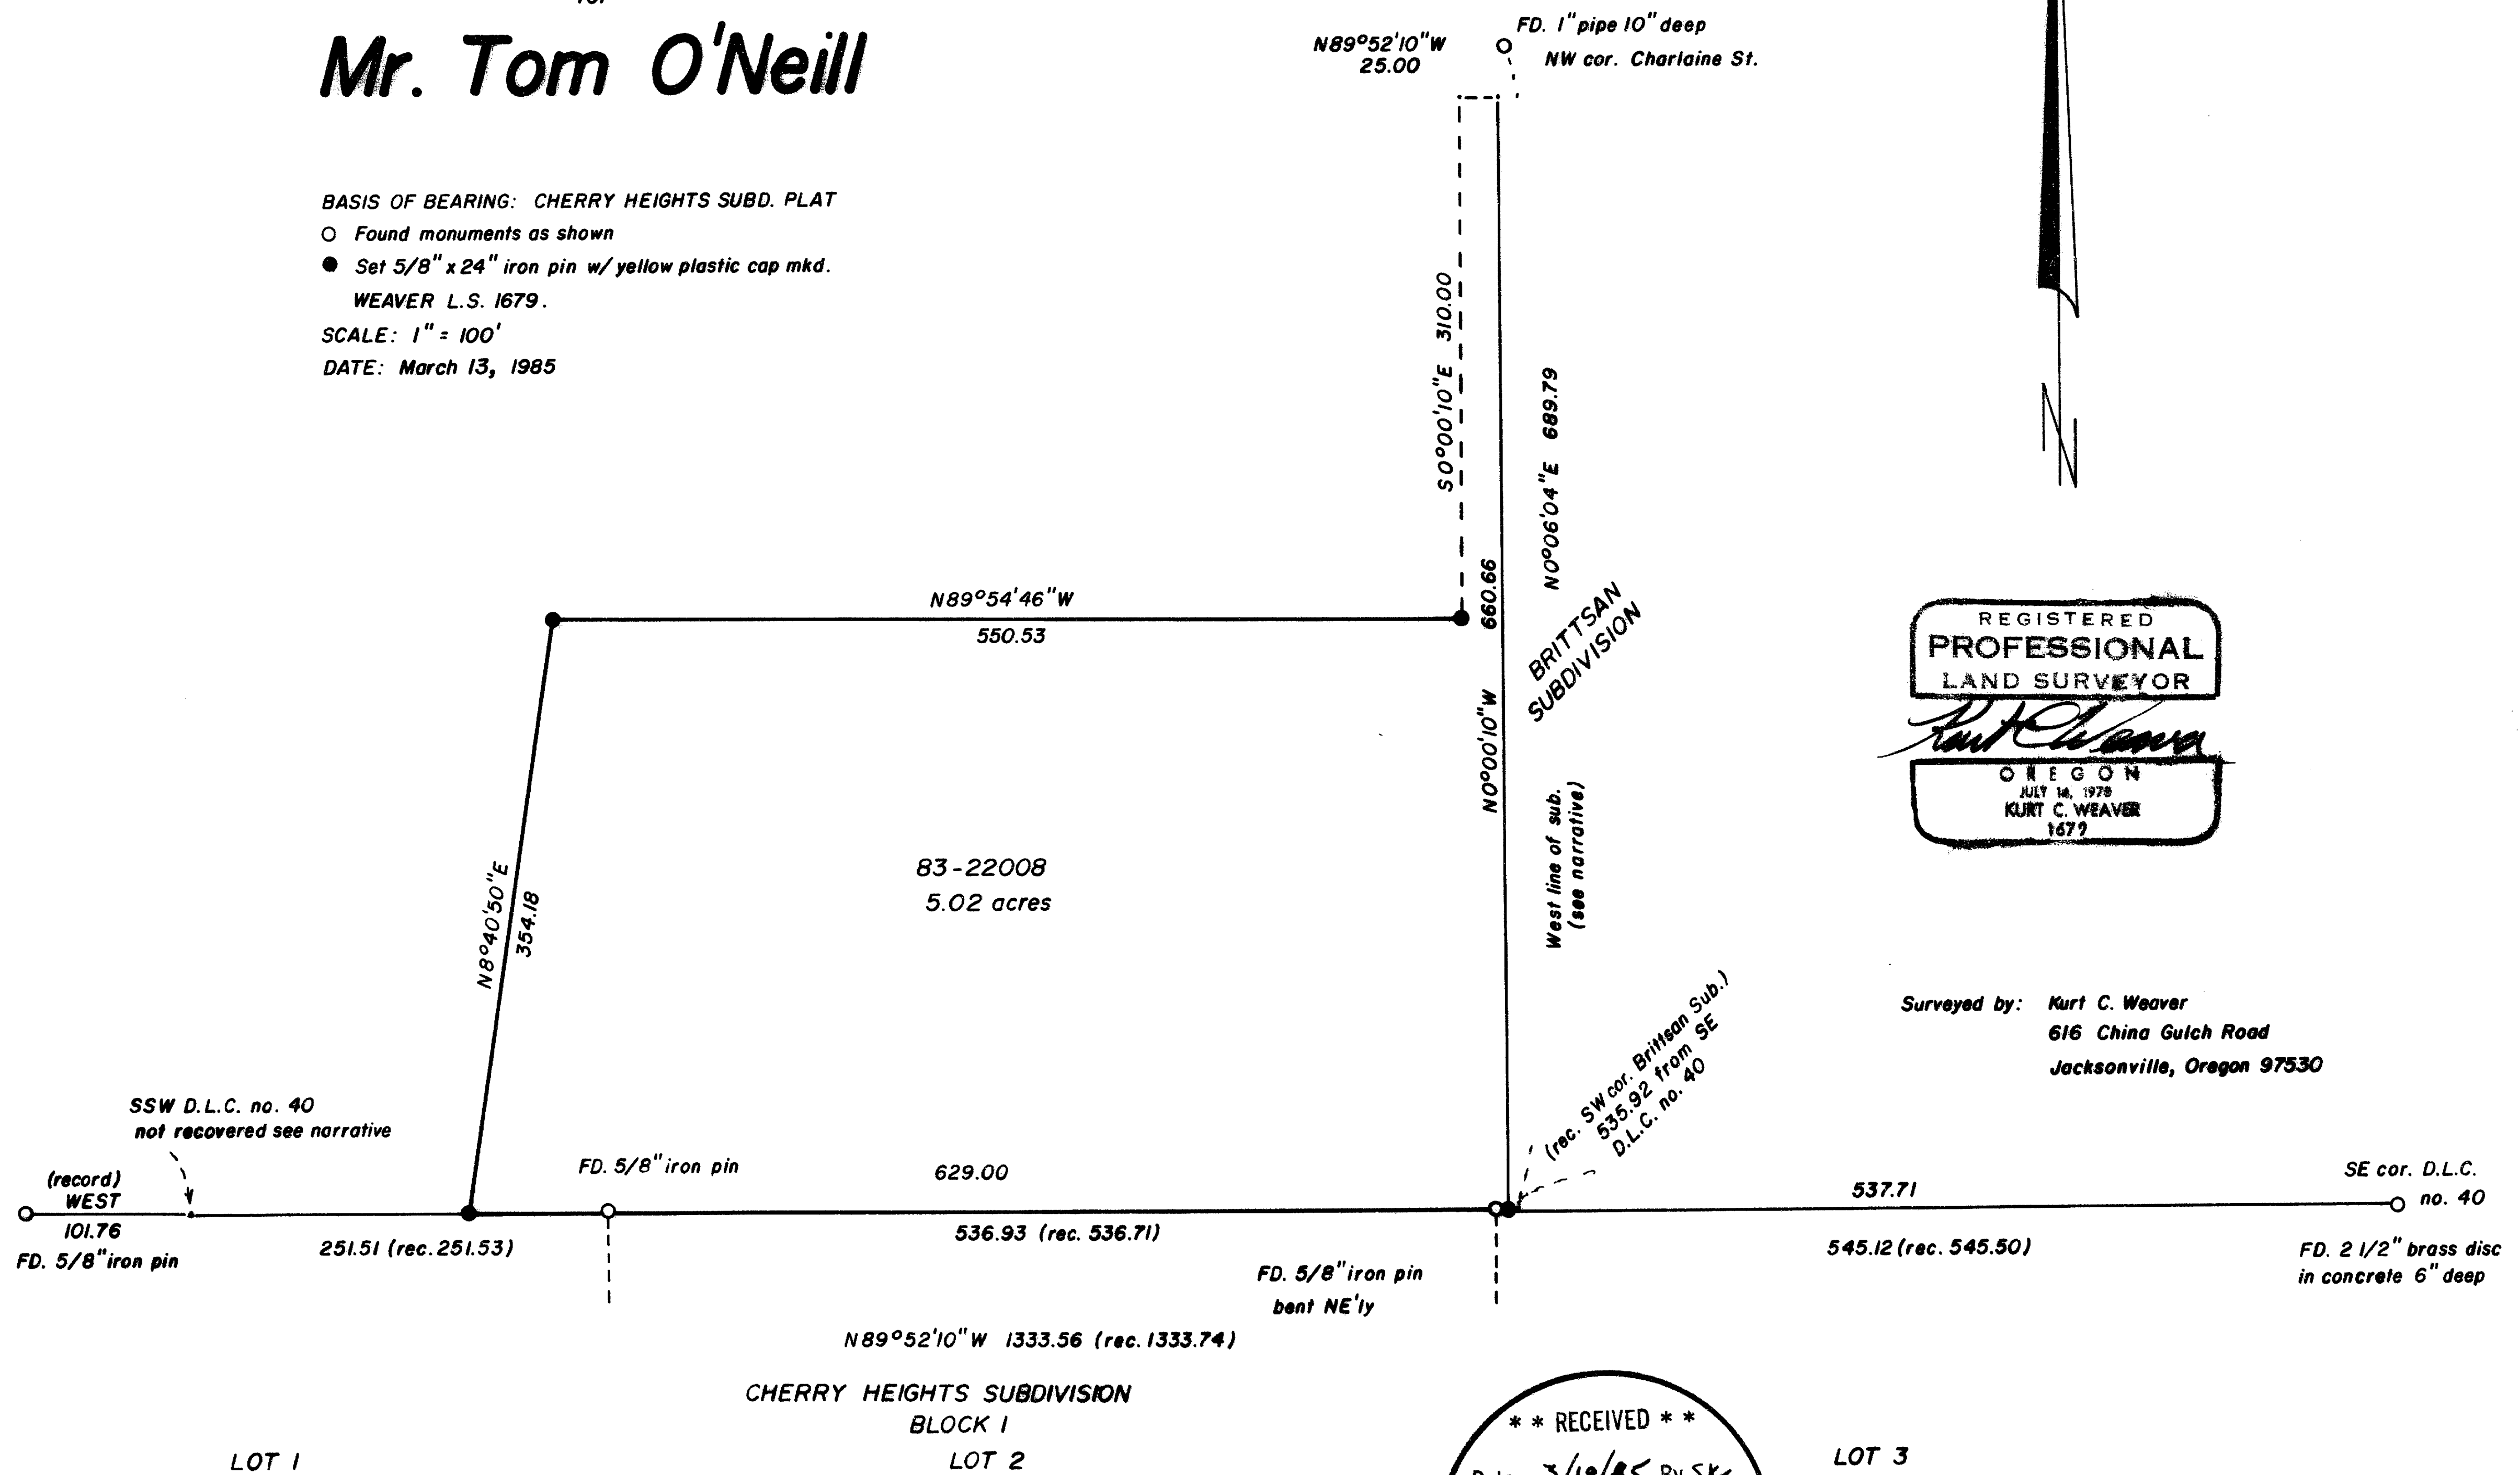 Mr. Tom O'Neill
BASIS OF BEARING: CHERRY HEIGHTS SUBD. PLAT
Found monuments as shown
Set 5/8" x 24" iron pin w/ yellow plastic cap mkd.
WEAVER L.S. 1679.
SCALE: 1" = 100'
DATE: March 13, 1985
N89°52'10"W
25.00
FD. 1" pipe 10" deep
NW cor. Charlaine St.
S0°00'10"E 310.00
N0°06'04"E 689.79
660.66
N0°00'10"W
BRITTSAN
SUBDIVISION
West line of sub.
(see narrative)
N
N89°54'46"W
550.53
N8°40'50"E
354.18
83-22008
5.02 acres
REGISTERED
PROFESSIONAL
LAND SURVEYOR
Kurt C Weaver
OREGON
JULY 14, 1978
KURT C. WEAVER
1679
Surveyed by: Kurt C. Weaver
616 China Gulch Road
Jacksonville, Oregon 97530
(rec. SW cor. Brittsan Sub.)
535.92 from SE
D.L.C. no. 40
SSW D.L.C. no. 40
not recovered see narrative
(record)
WEST
101.76
FD. 5/8" iron pin
251.51 (rec. 251.53)
FD. 5/8" iron pin
629.00
536.93 (rec. 536.71)
FD. 5/8" iron pin
bent NE'ly
537.71
545.12 (rec. 545.50)
SE cor. D.L.C.
no. 40
FD. 2 1/2" brass disc
in concrete 6" deep
N89°52'10"W 1333.56 (rec. 1333.74)
CHERRY HEIGHTS SUBDIVISION
BLOCK 1
LOT 1
LOT 2
LOT 3
* * RECEIVED * *
3/19/85 By